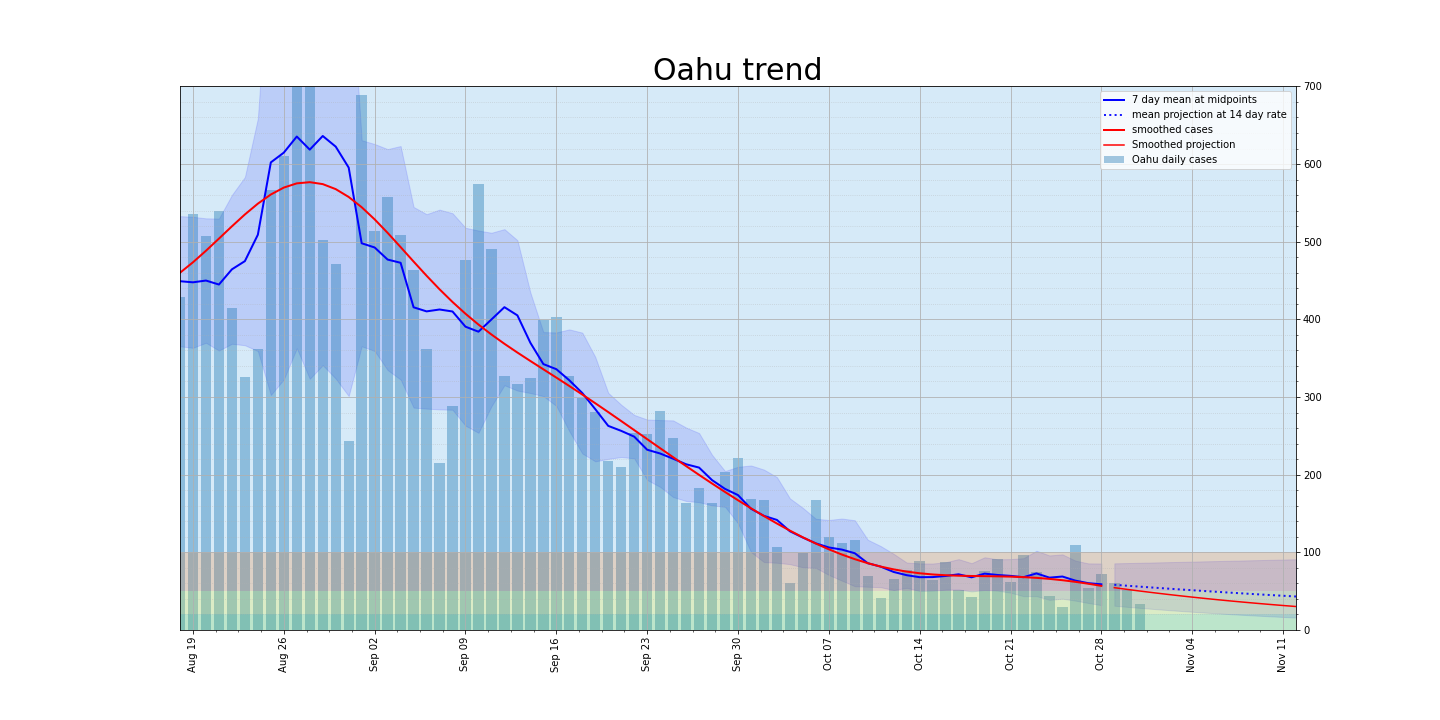 Oahu trend
7 day mean at midpoints
mean projection at 14 day rate
smoothed cases
Smoothed projection
Oahu daily cases
700
600
500
400
300
200
100
0
Aug 19
Aug 26
Sep 02
Sep 09
Sep 16
Sep 23
Sep 30
Oct 07
Oct 14
Oct 21
Oct 28
Nov 04
Nov 11